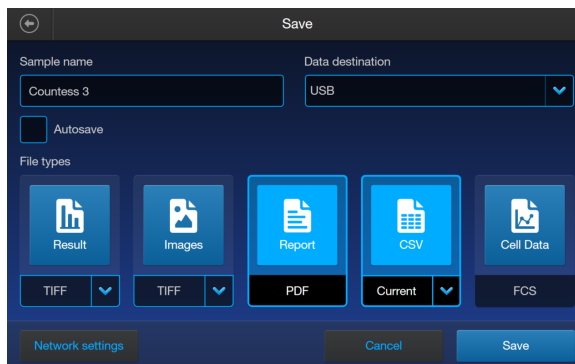 Save
Sample name
Data destination
Countess 3
USB
Autosave
File types
Result
Images
Report
CSV
Cell Data
TIFF
TIFF
PDF
Current
FCS
Network settings
Cancel
Save